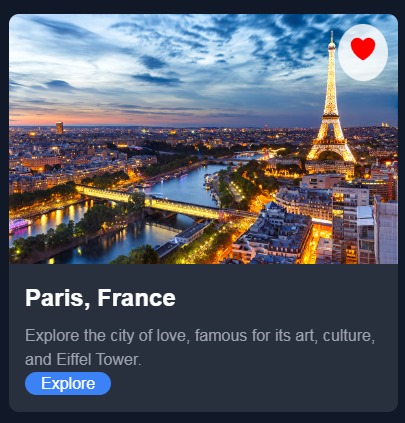 Paris, France
Explore the city of love, famous for its art, culture,
and Eiffel Tower.
Explore